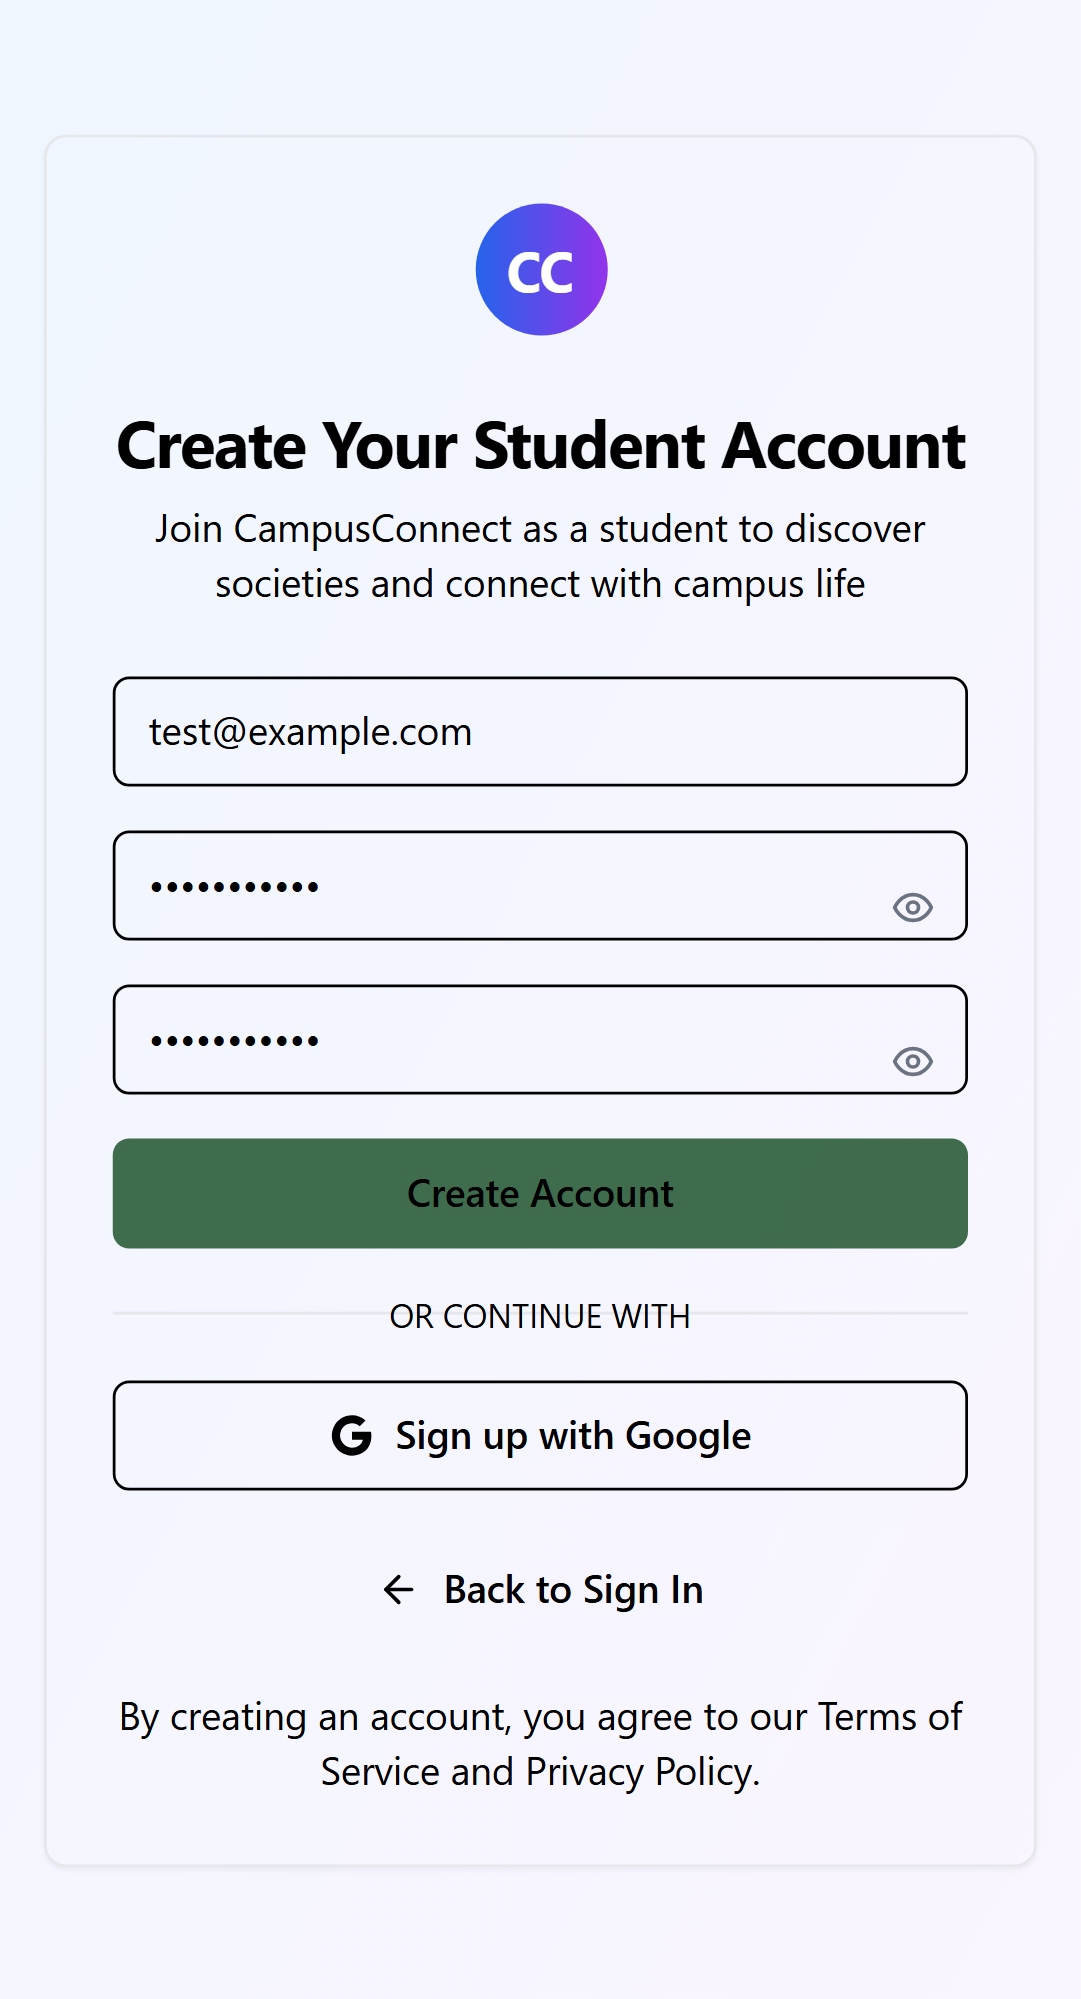 CC
Create Your Student Account
Join CampusConnect as a student to discover
societies and connect with campus life
test@example.com
•••••••••••
•••••••••••
Create Account
OR CONTINUE WITH
G Sign up with Google
Back to Sign In
By creating an account, you agree to our Terms of
Service and Privacy Policy.